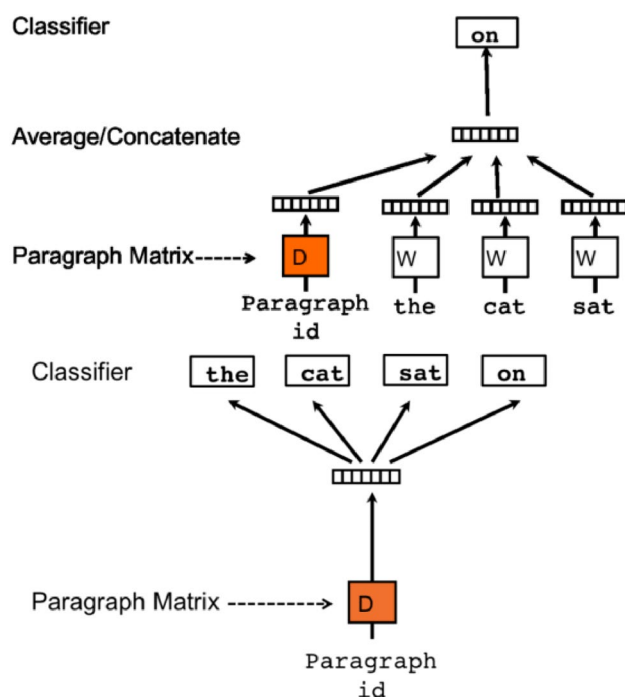 Classifier on
Average/Concatenate
Paragraph Matrix D W W W
Paragraph the cat sat
id
Classifier the cat sat on
Paragraph Matrix D
Paragraph
id